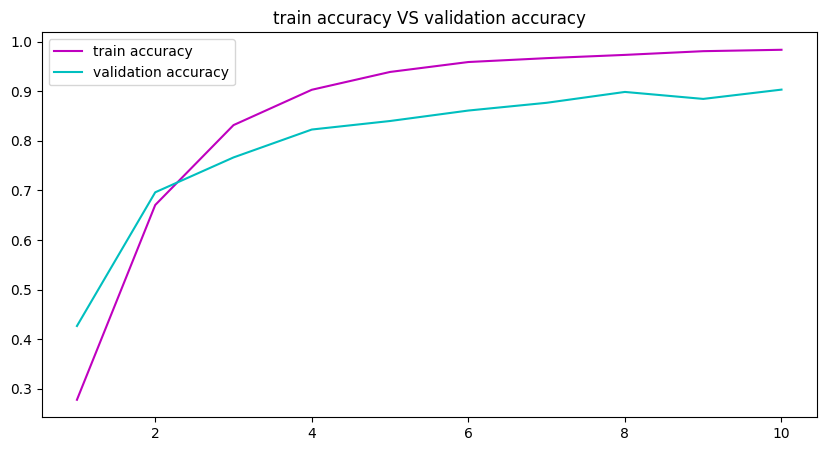 train accuracy VS validation accuracy
train accuracy
validation accuracy
1.0
0.9
0.8
0.7
0.6
0.5
0.4
0.3
2 4 6 8 10